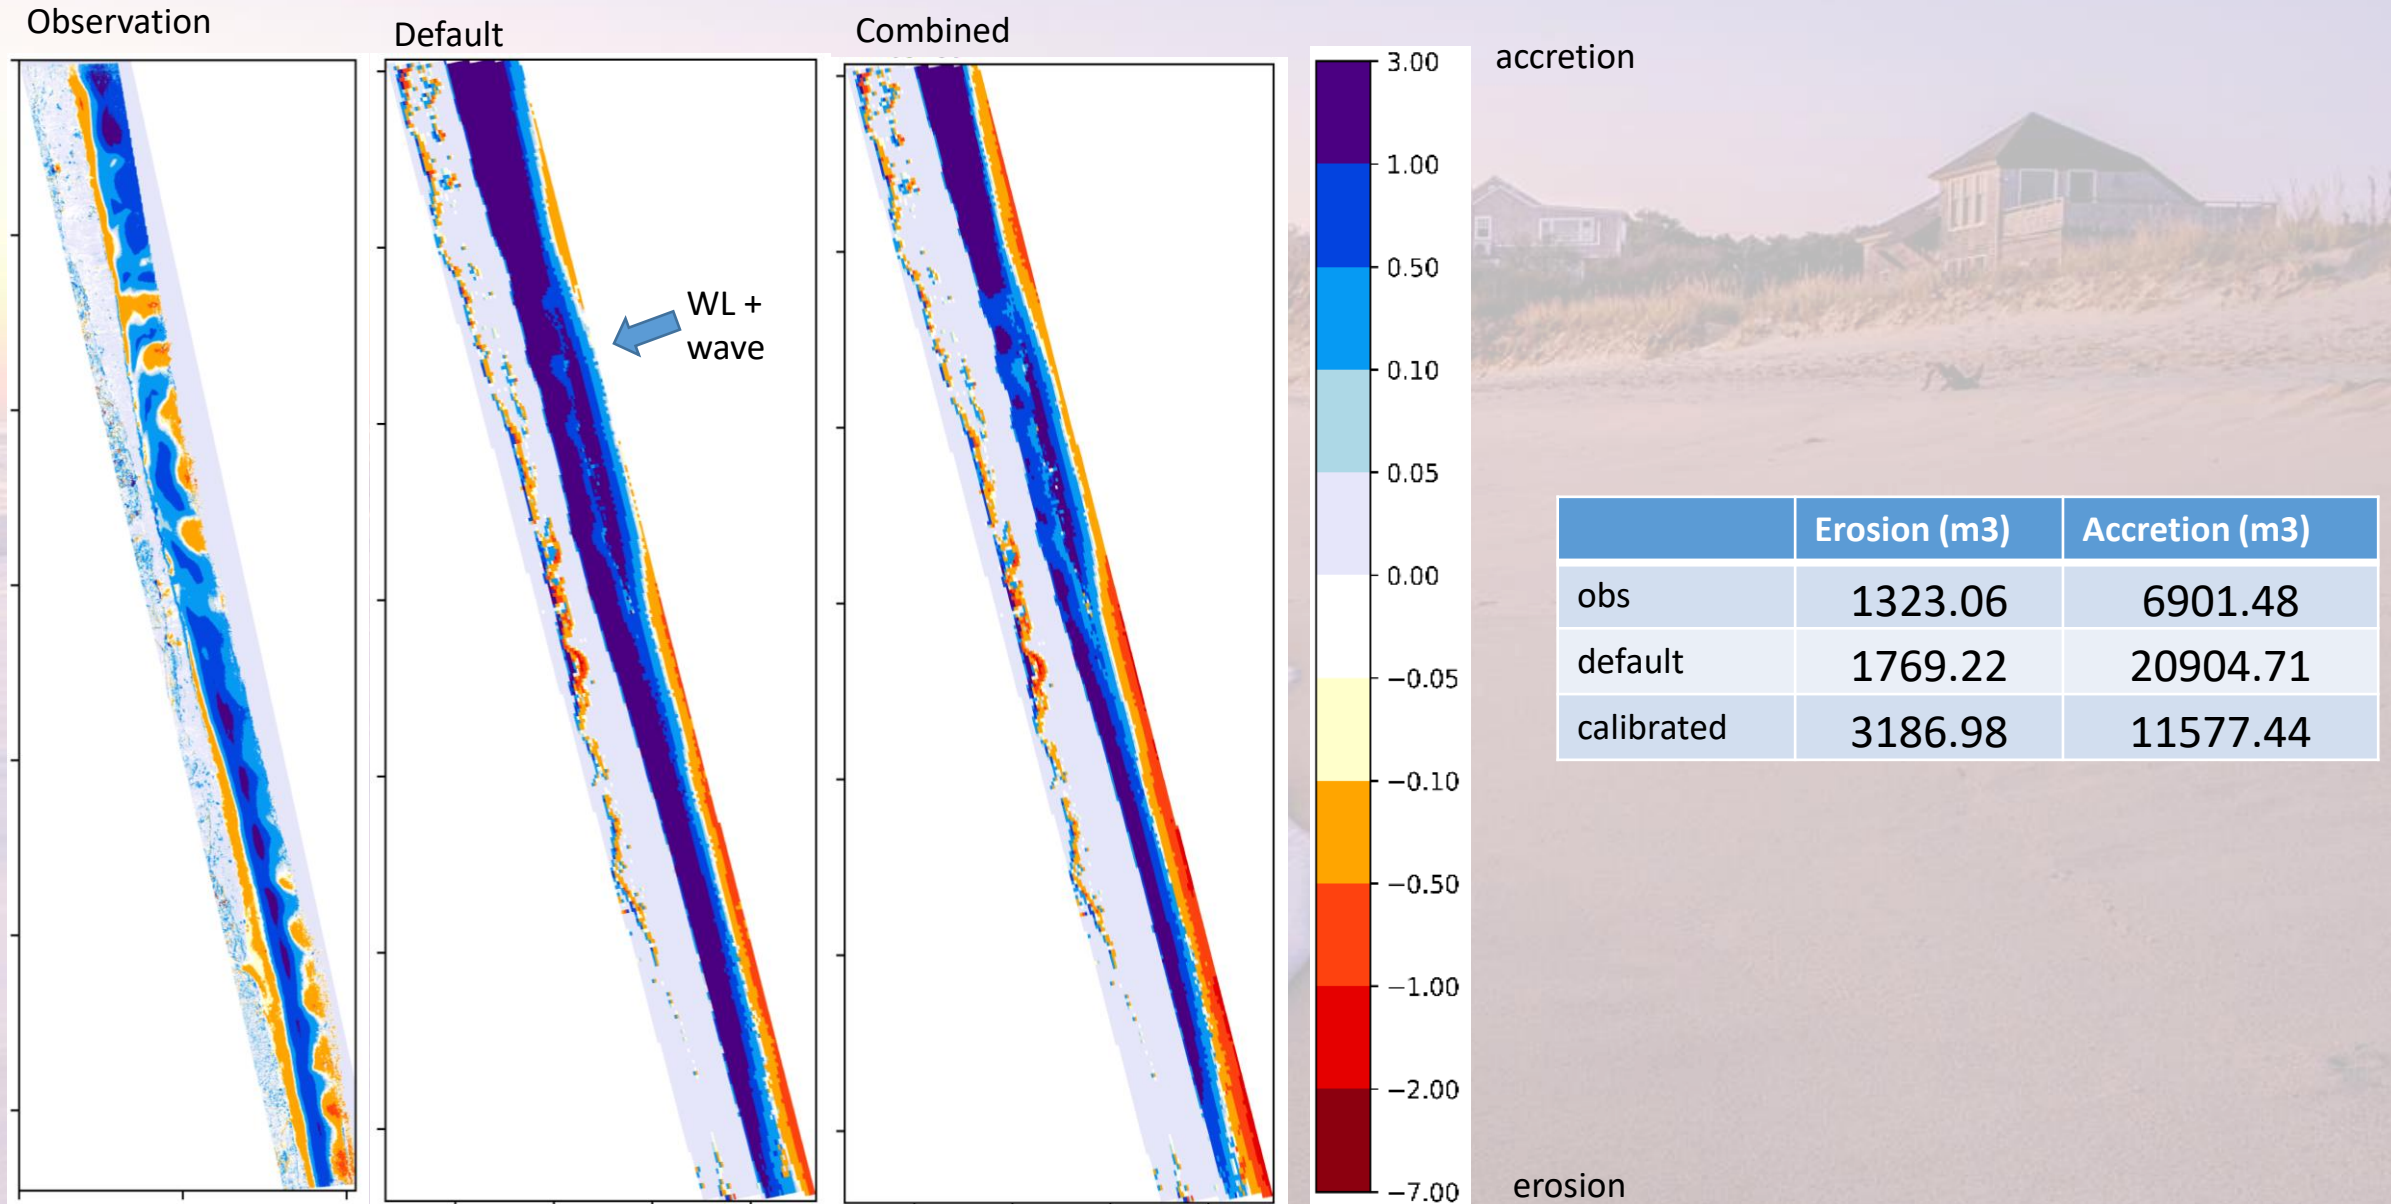 Observation
Default
Combined
WL +
wave
3.00
1.00
0.50
0.10
0.05
0.00
−0.05
−0.10
−0.50
−1.00
−2.00
−7.00
accretion
erosion
Erosion (m3) Accretion (m3)
obs 1323.06 6901.48
default 1769.22 20904.71
calibrated 3186.98 11577.44